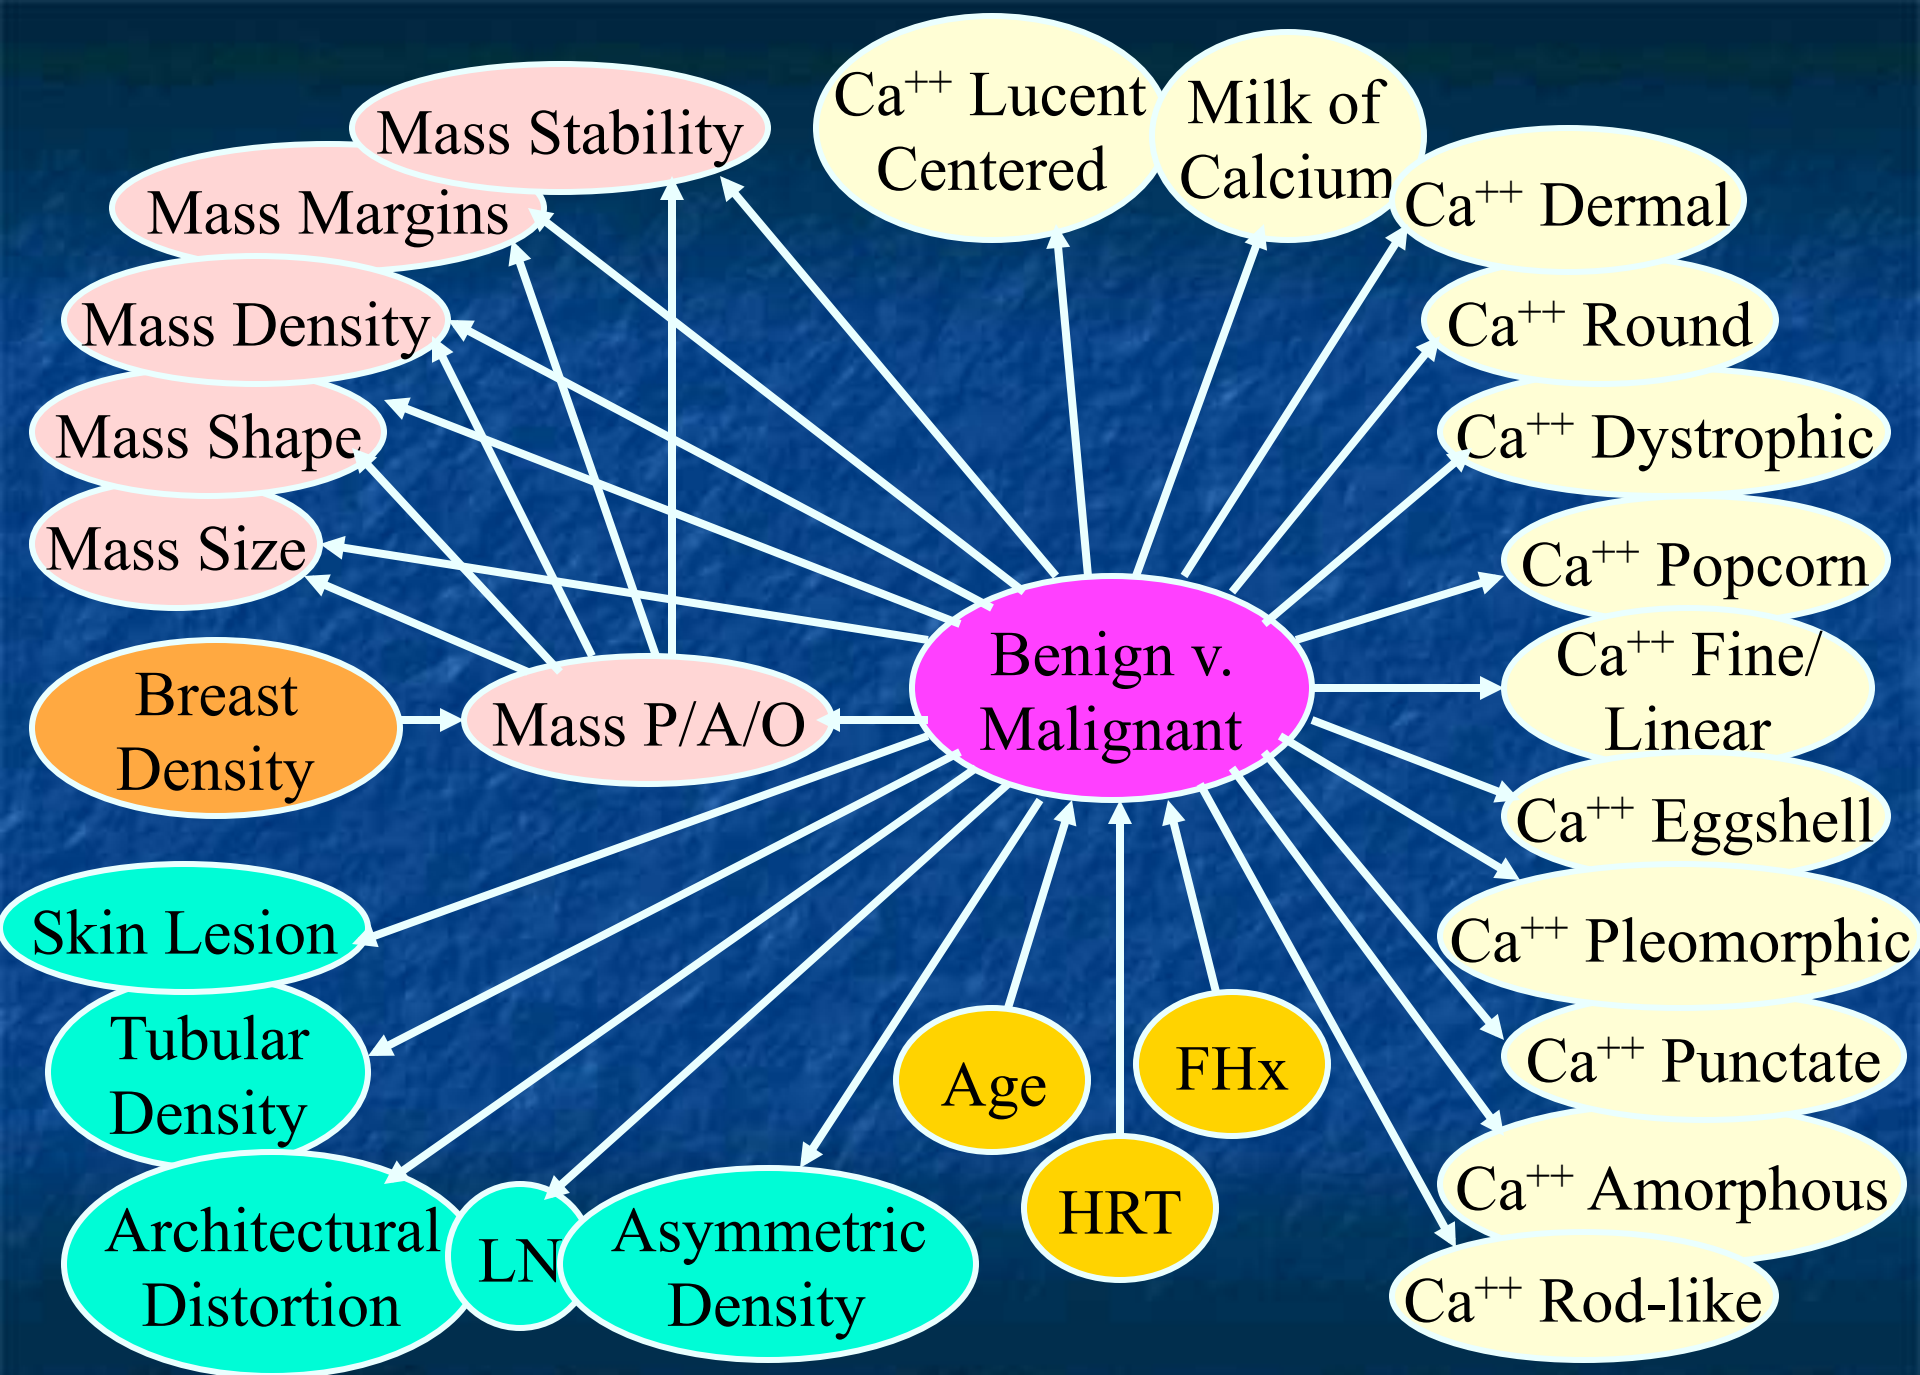 Mass Stability
Mass Margins
Mass Density
Mass Shape
Mass Size
Breast
Density
Mass P/A/O
Benign v.
Malignant
Ca⁺⁺ Lucent
Centered
Milk of
Calcium
Ca⁺⁺ Dermal
Ca⁺⁺ Round
Ca⁺⁺ Dystrophic
Ca⁺⁺ Popcorn
Ca⁺⁺ Fine/
Linear
Ca⁺⁺ Eggshell
Ca⁺⁺ Pleomorphic
Ca⁺⁺ Punctate
Ca⁺⁺ Amorphous
Ca⁺⁺ Rod-like
Skin Lesion
Tubular
Density
Architectural
Distortion
LN
Asymmetric
Density
Age
HRT
FHx